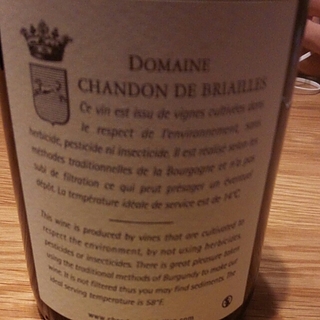 DOMAINE
CHANDON DE BRIAILLES
Ce vin est issu de vignes cultivées dans
le respect de l'environnement, sans
herbicide, pesticide ni insecticide. Il est réalisé selon les
méthodes traditionnelles de la Bourgogne et n'a pas
subi de filtration ce qui peut présager un éventuel
dépôt. La température idéale de service est de 14°C
This wine is produced by vines that are cultivated to
respect the environment, by not using herbicides,
pesticides or insecticides. There is great pleasure taken
using the traditional methods of Burgundy to make our
wine. It is not filtered thus you may find sediments. The
ideal serving temperature is 58°F.